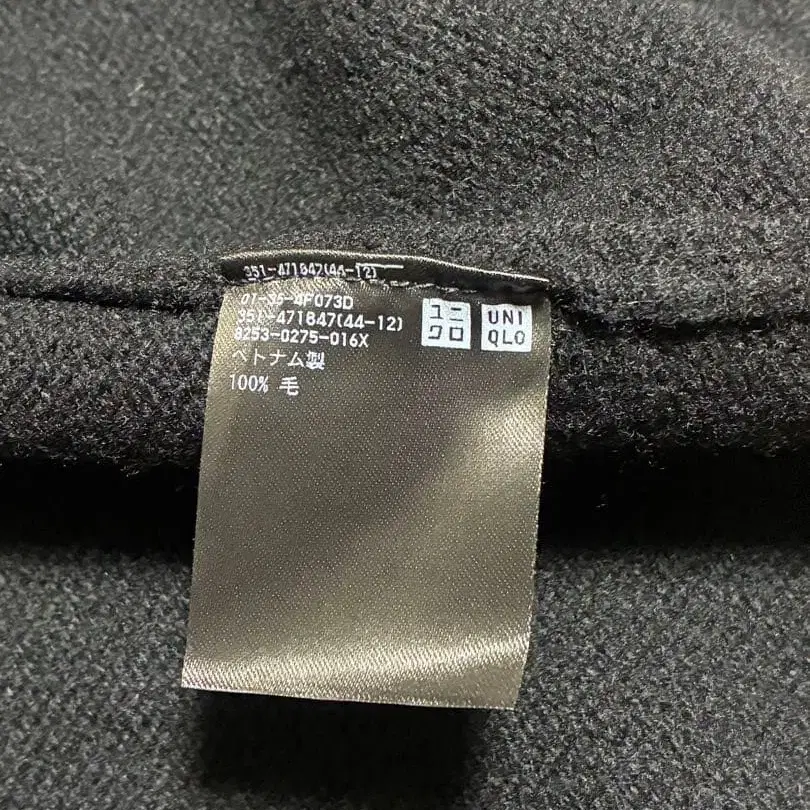 351-471847(44-12)
01-35-4F073D
351-471847(44-12)
8253-0275-016X
ベトナム製
100% 毛
ユニ
クロ
UNI
QLO